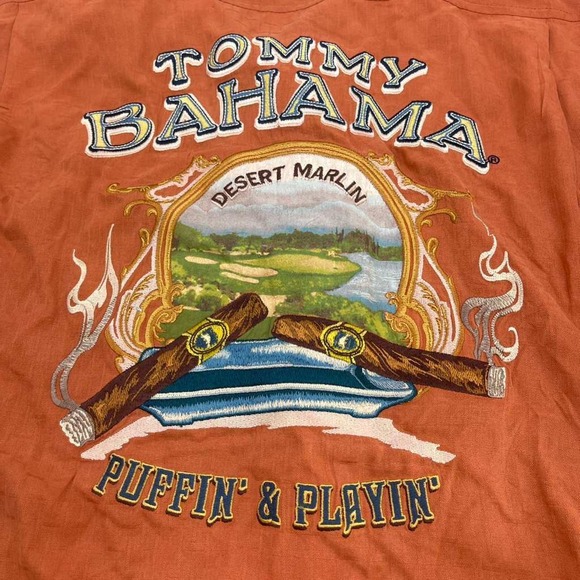 TOMMY
BAHAMA®
DESERT MARLIN
PUFFIN' & PLAYIN'